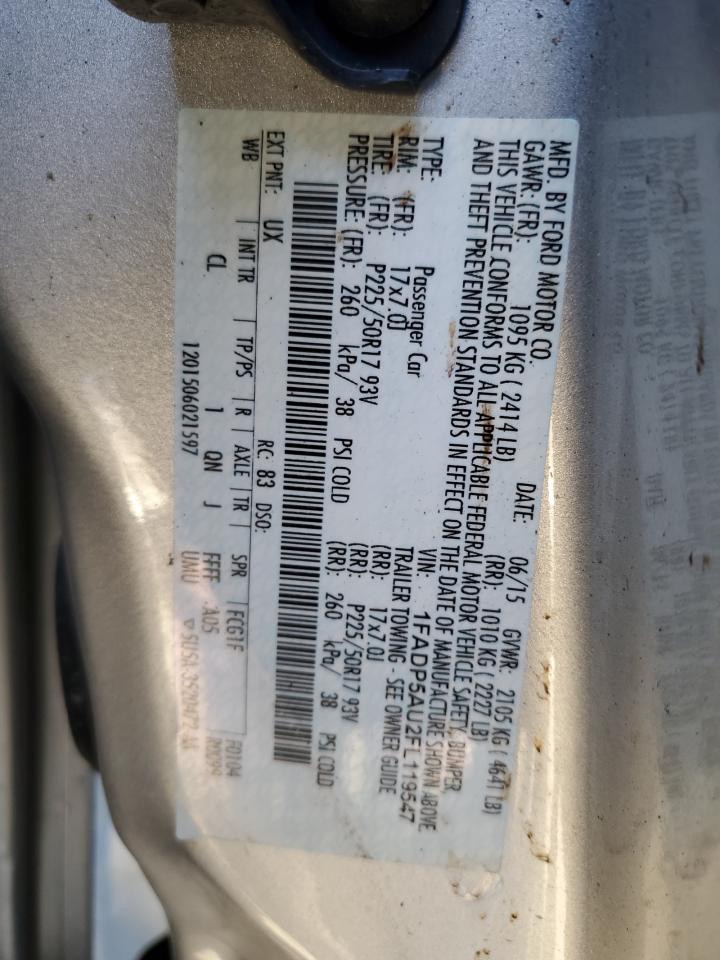 MFD. BY FORD MOTOR CO.
DATE: 06/15 GVWR: 2105 KG ( 4641 LB)
GAWR: (FR): 1095 KG ( 2414 LB) (RR): 1010 KG ( 2227 LB)
THIS VEHICLE CONFORMS TO ALL APPLICABLE FEDERAL MOTOR VEHICLE SAFETY, BUMPER,
AND THEFT PREVENTION STANDARDS IN EFFECT ON THE DATE OF MANUFACTURE SHOWN ABOVE.
VIN: 1FADP5AU2FL119547
TYPE: Passenger Car TRAILER TOWING - SEE OWNER GUIDE
RIM: (FR): 17x7.0J (RR): 17x7.0J
TIRE: (FR): P225/50R17 93V (RR): P225/50R17 93V
PRESSURE: (FR): 260 kPa/ 38 PSI COLD (RR): 260 kPa/ 38 PSI COLD
EXT PNT: UX RC: 83 DSO:
WB | INT TR | TP/PS | R | AXLE | TR | SPR FCG1F F0104
CL 1 QN J FFFF .A05
1201506021597 UMU